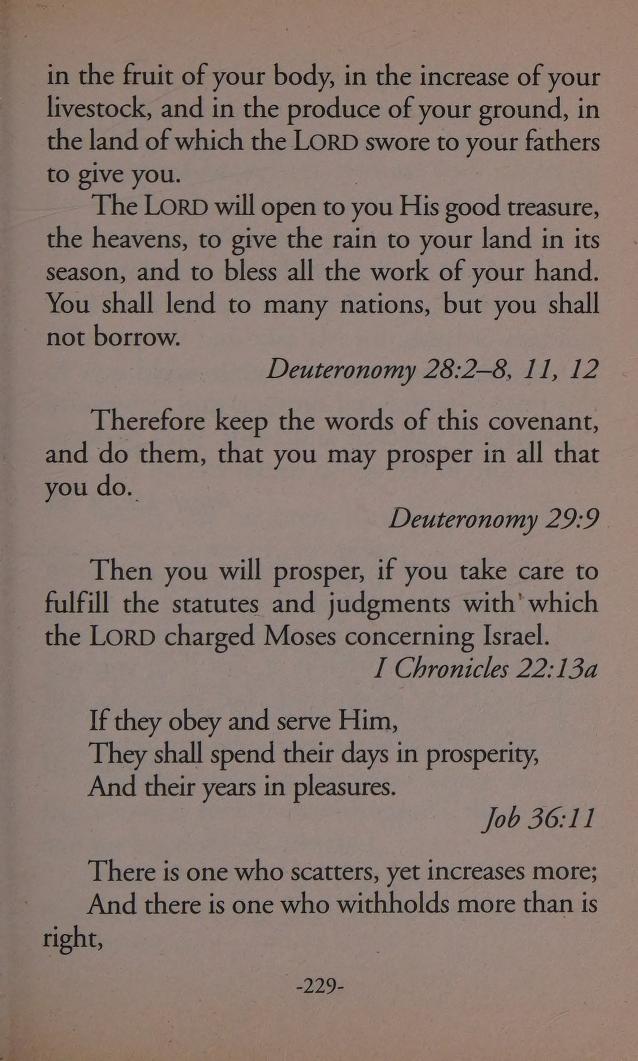 in the fruit of your body, in the increase of your
livestock, and in the produce of your ground, in
the land of which the LORD swore to your fathers
to give you.
The LORD will open to you His good treasure,
the heavens, to give the rain to your land in its
season, and to bless all the work of your hand.
You shall lend to many nations, but you shall
not borrow.
Deuteronomy 28:2–8, 11, 12
Therefore keep the words of this covenant,
and do them, that you may prosper in all that
you do.
Deuteronomy 29:9
Then you will prosper, if you take care to
fulfill the statutes and judgments with which
the LORD charged Moses concerning Israel.
I Chronicles 22:13a
If they obey and serve Him,
They shall spend their days in prosperity,
And their years in pleasures.
Job 36:11
There is one who scatters, yet increases more;
And there is one who withholds more than is
right,
-229-